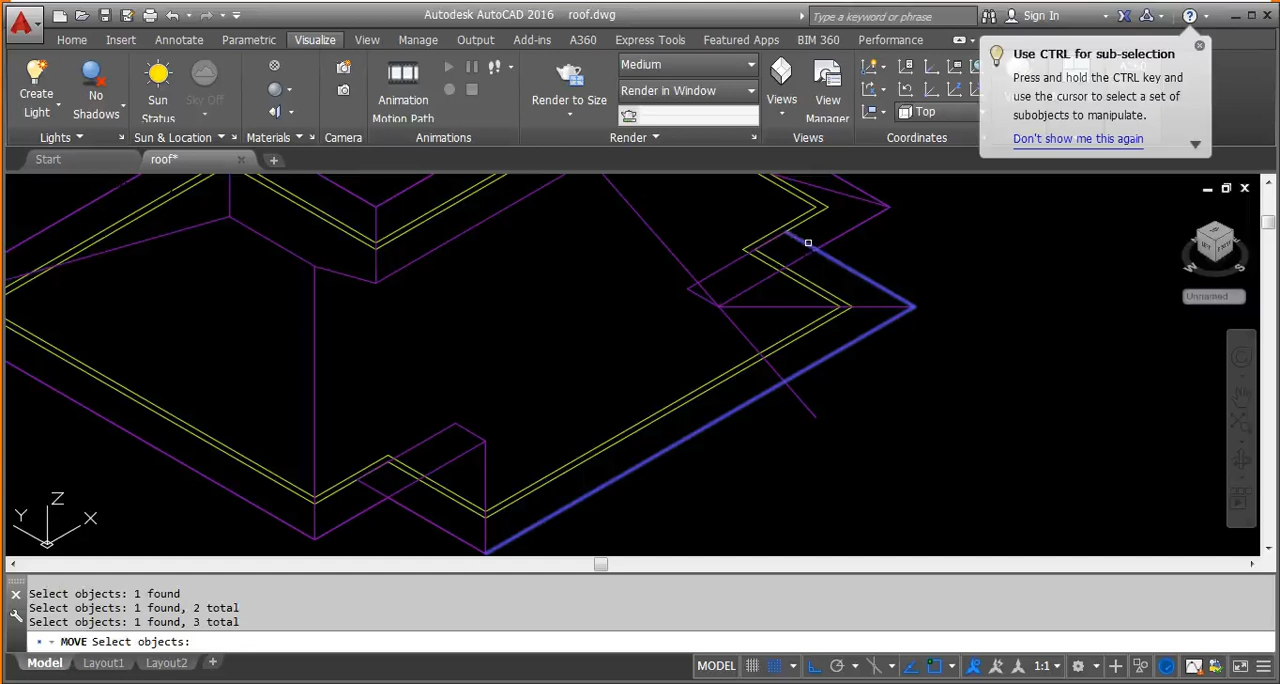 Autodesk AutoCAD 2016 roof.dwg
Type a keyword or phrase
Sign In
Home Insert Annotate Parametric Visualize View Manage Output Add-ins A360 Express Tools Featured Apps BIM 360 Performance
Create
Light
No
Shadows
Sun
Status
Sky Off
Animation
Motion Path
Render to Size
Medium
Render in Window
Views
View
Manager
Top
Lights
Sun & Location
Materials
Camera
Animations
Render
Views
Coordinates
Use CTRL for sub-selection
Press and hold the CTRL key and
use the cursor to select a set of
subobjects to manipulate.
Don't show me this again
Start
roof*
W
S
Unnamed
Z
Y
X
Select objects: 1 found
Select objects: 1 found, 2 total
Select objects: 1 found, 3 total
MOVE Select objects:
Model Layout1 Layout2
MODEL
1:1